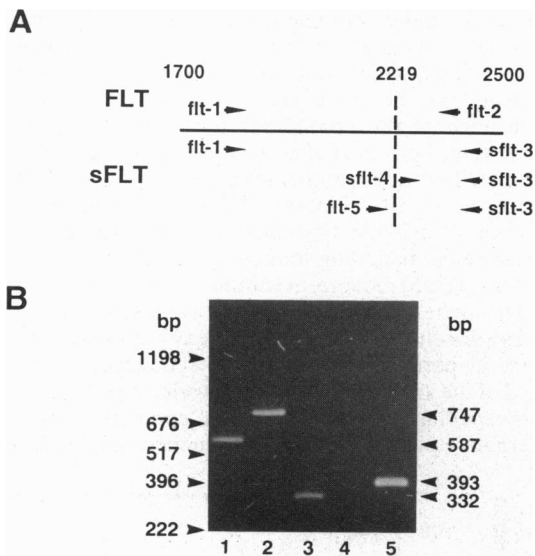 A
1700 2219 2500
FLT flt-1 flt-2
flt-1 sflt-3
sFLT sflt-4 sflt-3
flt-5 sflt-3
B
bp bp
1198
676 747
517 587
396 393
332
222
1 2 3 4 5